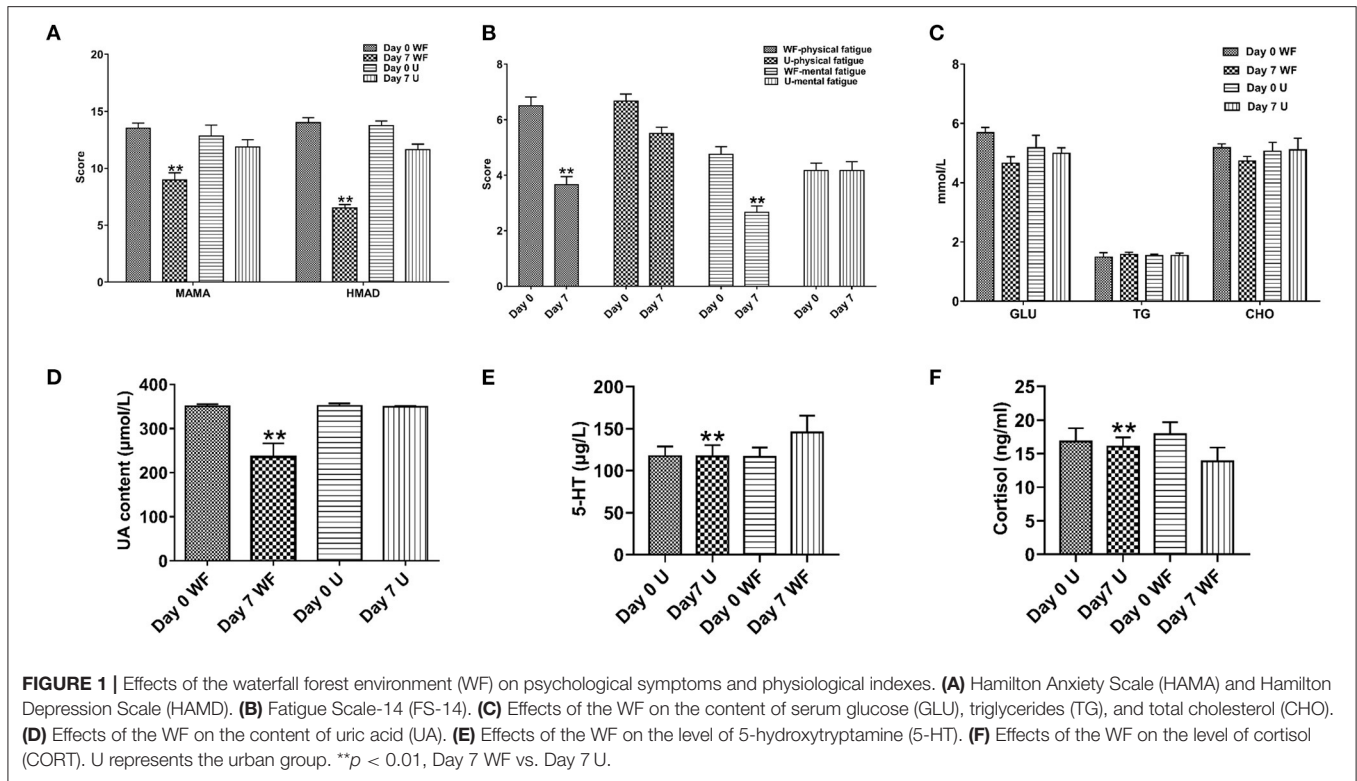 A
Score
20
15
10
5
0
**
**
MAMA
HMAD
Day 0 WF
Day 7 WF
Day 0 U
Day 7 U
B
Score
8
6
4
2
0
**
**
Day 0
Day 7
Day 0
Day 7
Day 0
Day 7
Day 0
Day 7
WF-physical fatigue
U-physical fatigue
WF-mental fatigue
U-mental fatigue
C
mmol/L
8
6
4
2
0
GLU
TG
CHO
Day 0 WF
Day 7 WF
Day 0 U
Day 7 U
D
UA content (μmol/L)
400
300
200
100
0
**
Day 0 WF
Day 7 WF
Day 0 U
Day 7 U
E
5-HT (μg/L)
200
150
100
50
0
**
Day 0 U
Day7 U
Day 0 WF
Day 7 WF
F
Cortisol (ng/ml)
25
20
15
10
5
0
**
Day 0 U
Day7 U
Day 0 WF
Day 7 WF
FIGURE 1 | Effects of the waterfall forest environment (WF) on psychological symptoms and physiological indexes. (A) Hamilton Anxiety Scale (HAMA) and Hamilton
Depression Scale (HAMD). (B) Fatigue Scale-14 (FS-14). (C) Effects of the WF on the content of serum glucose (GLU), triglycerides (TG), and total cholesterol (CHO).
(D) Effects of the WF on the content of uric acid (UA). (E) Effects of the WF on the level of 5-hydroxytryptamine (5-HT). (F) Effects of the WF on the level of cortisol
(CORT). U represents the urban group. **p < 0.01, Day 7 WF vs. Day 7 U.